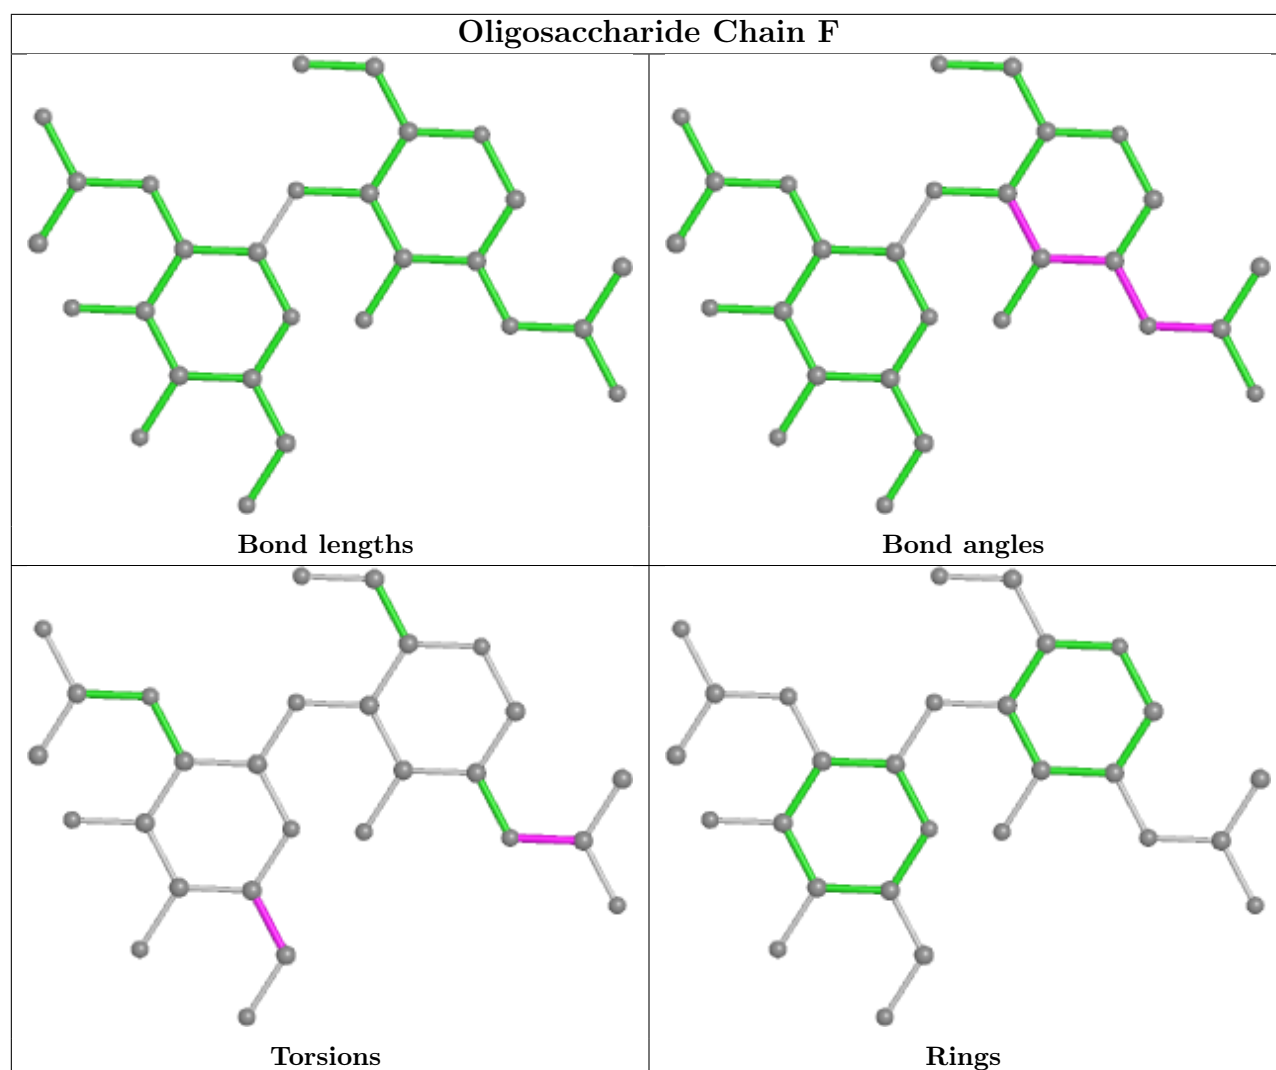 Oligosaccharide Chain F
Bond lengths
Bond angles
Torsions
Rings